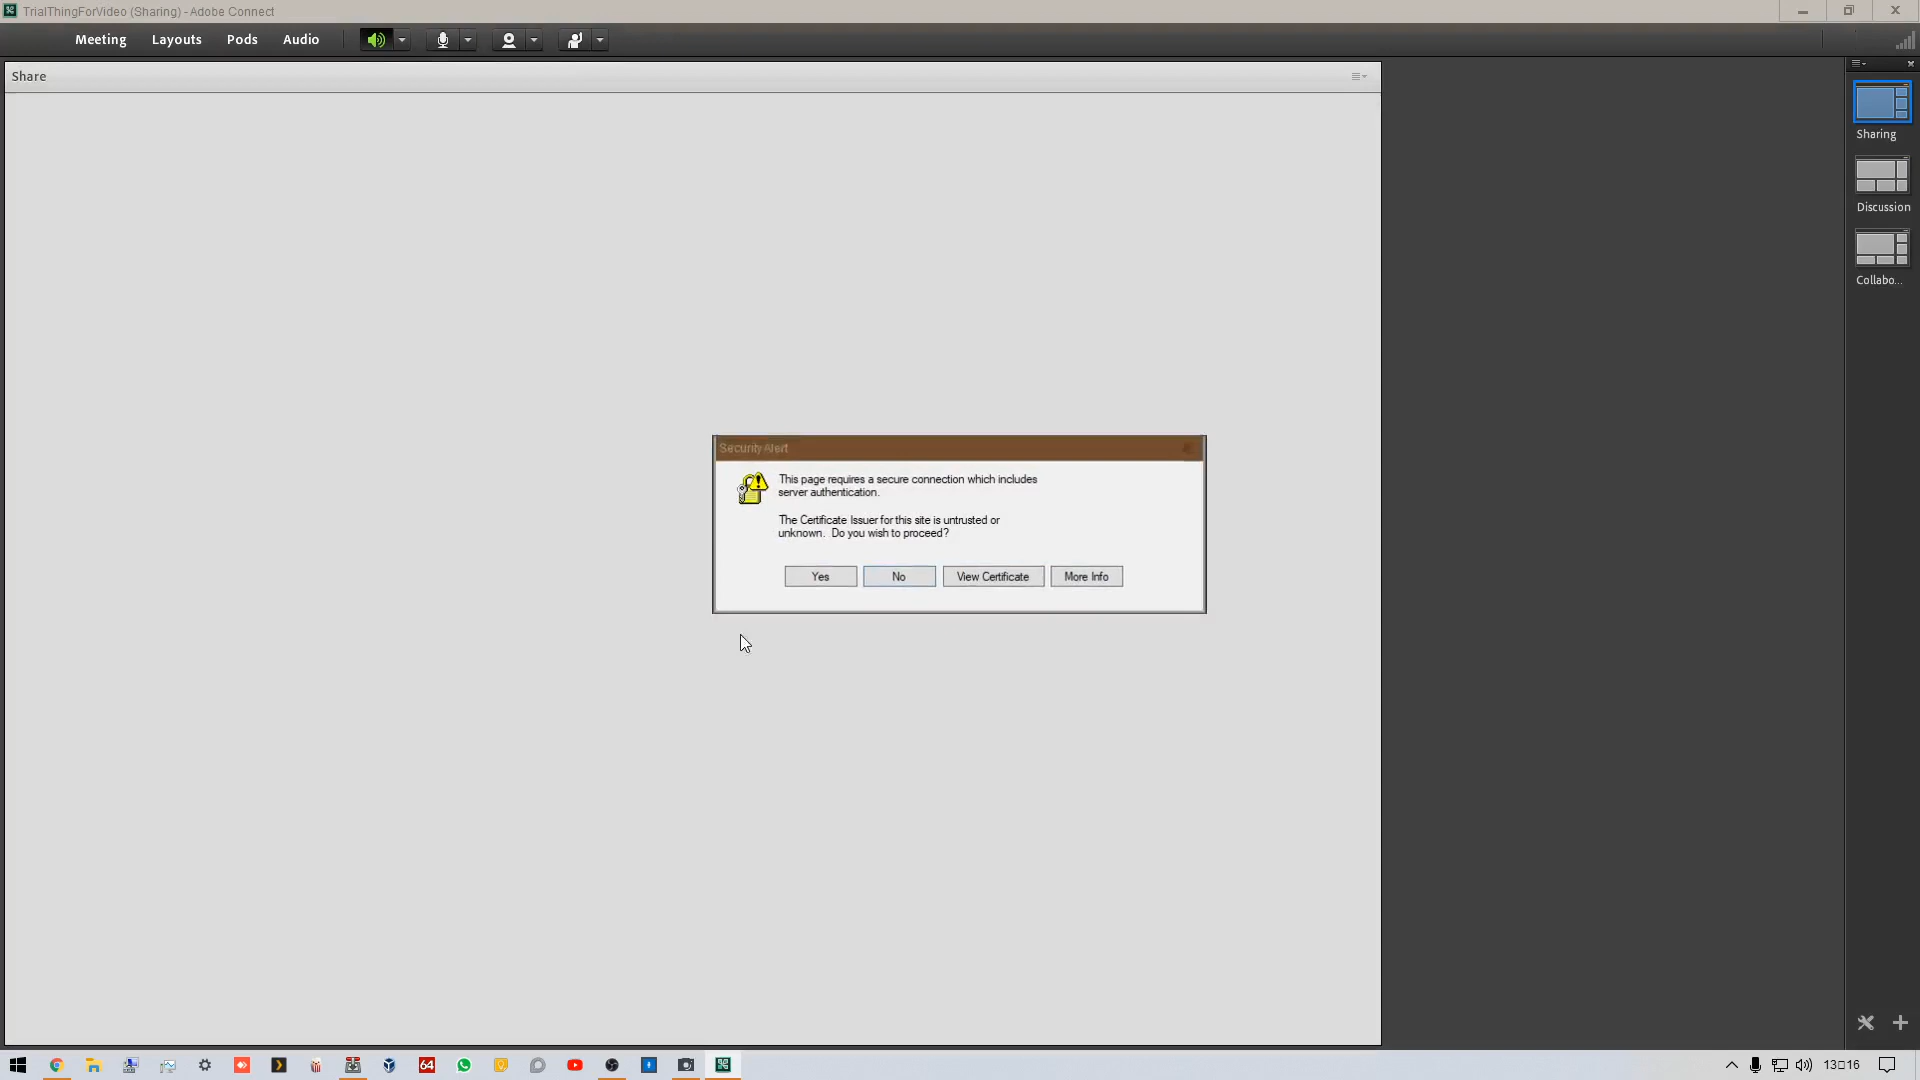 TrialThingForVideo (Sharing) - Adobe Connect
Meeting Layouts Pods Audio
Share
Sharing
Discussion
Collabo...
Security Alert
This page requires a secure connection which includes
server authentication.
The Certificate Issuer for this site is untrusted or
unknown. Do you wish to proceed?
Yes No View Certificate More Info
64
13□16